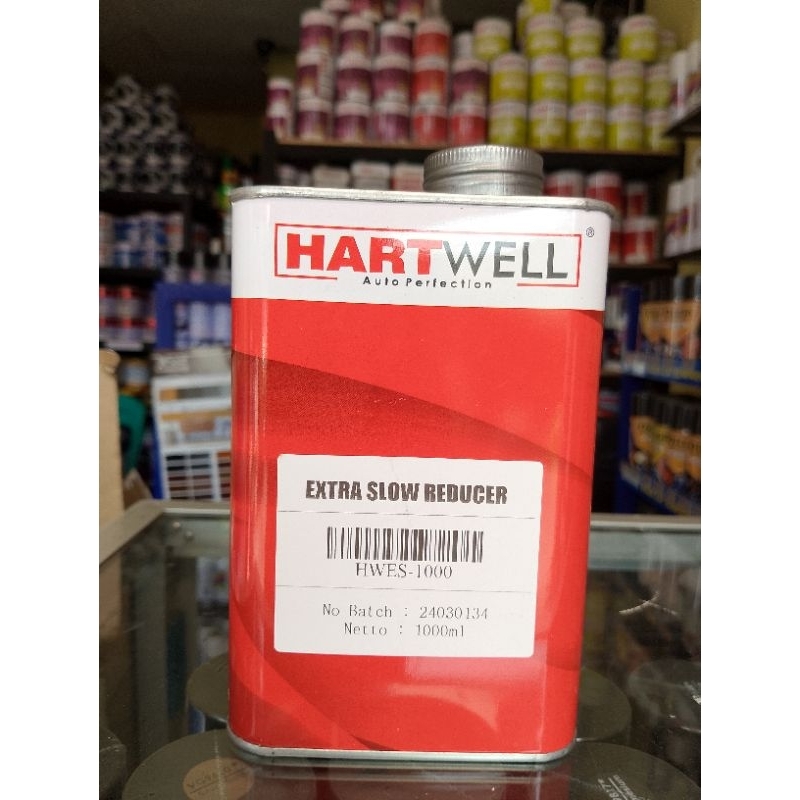 HARTWELL
®
Auto Perfection
EXTRA SLOW REDUCER
HWES-1000
No Batch : 24030134
Netto : 1000ml